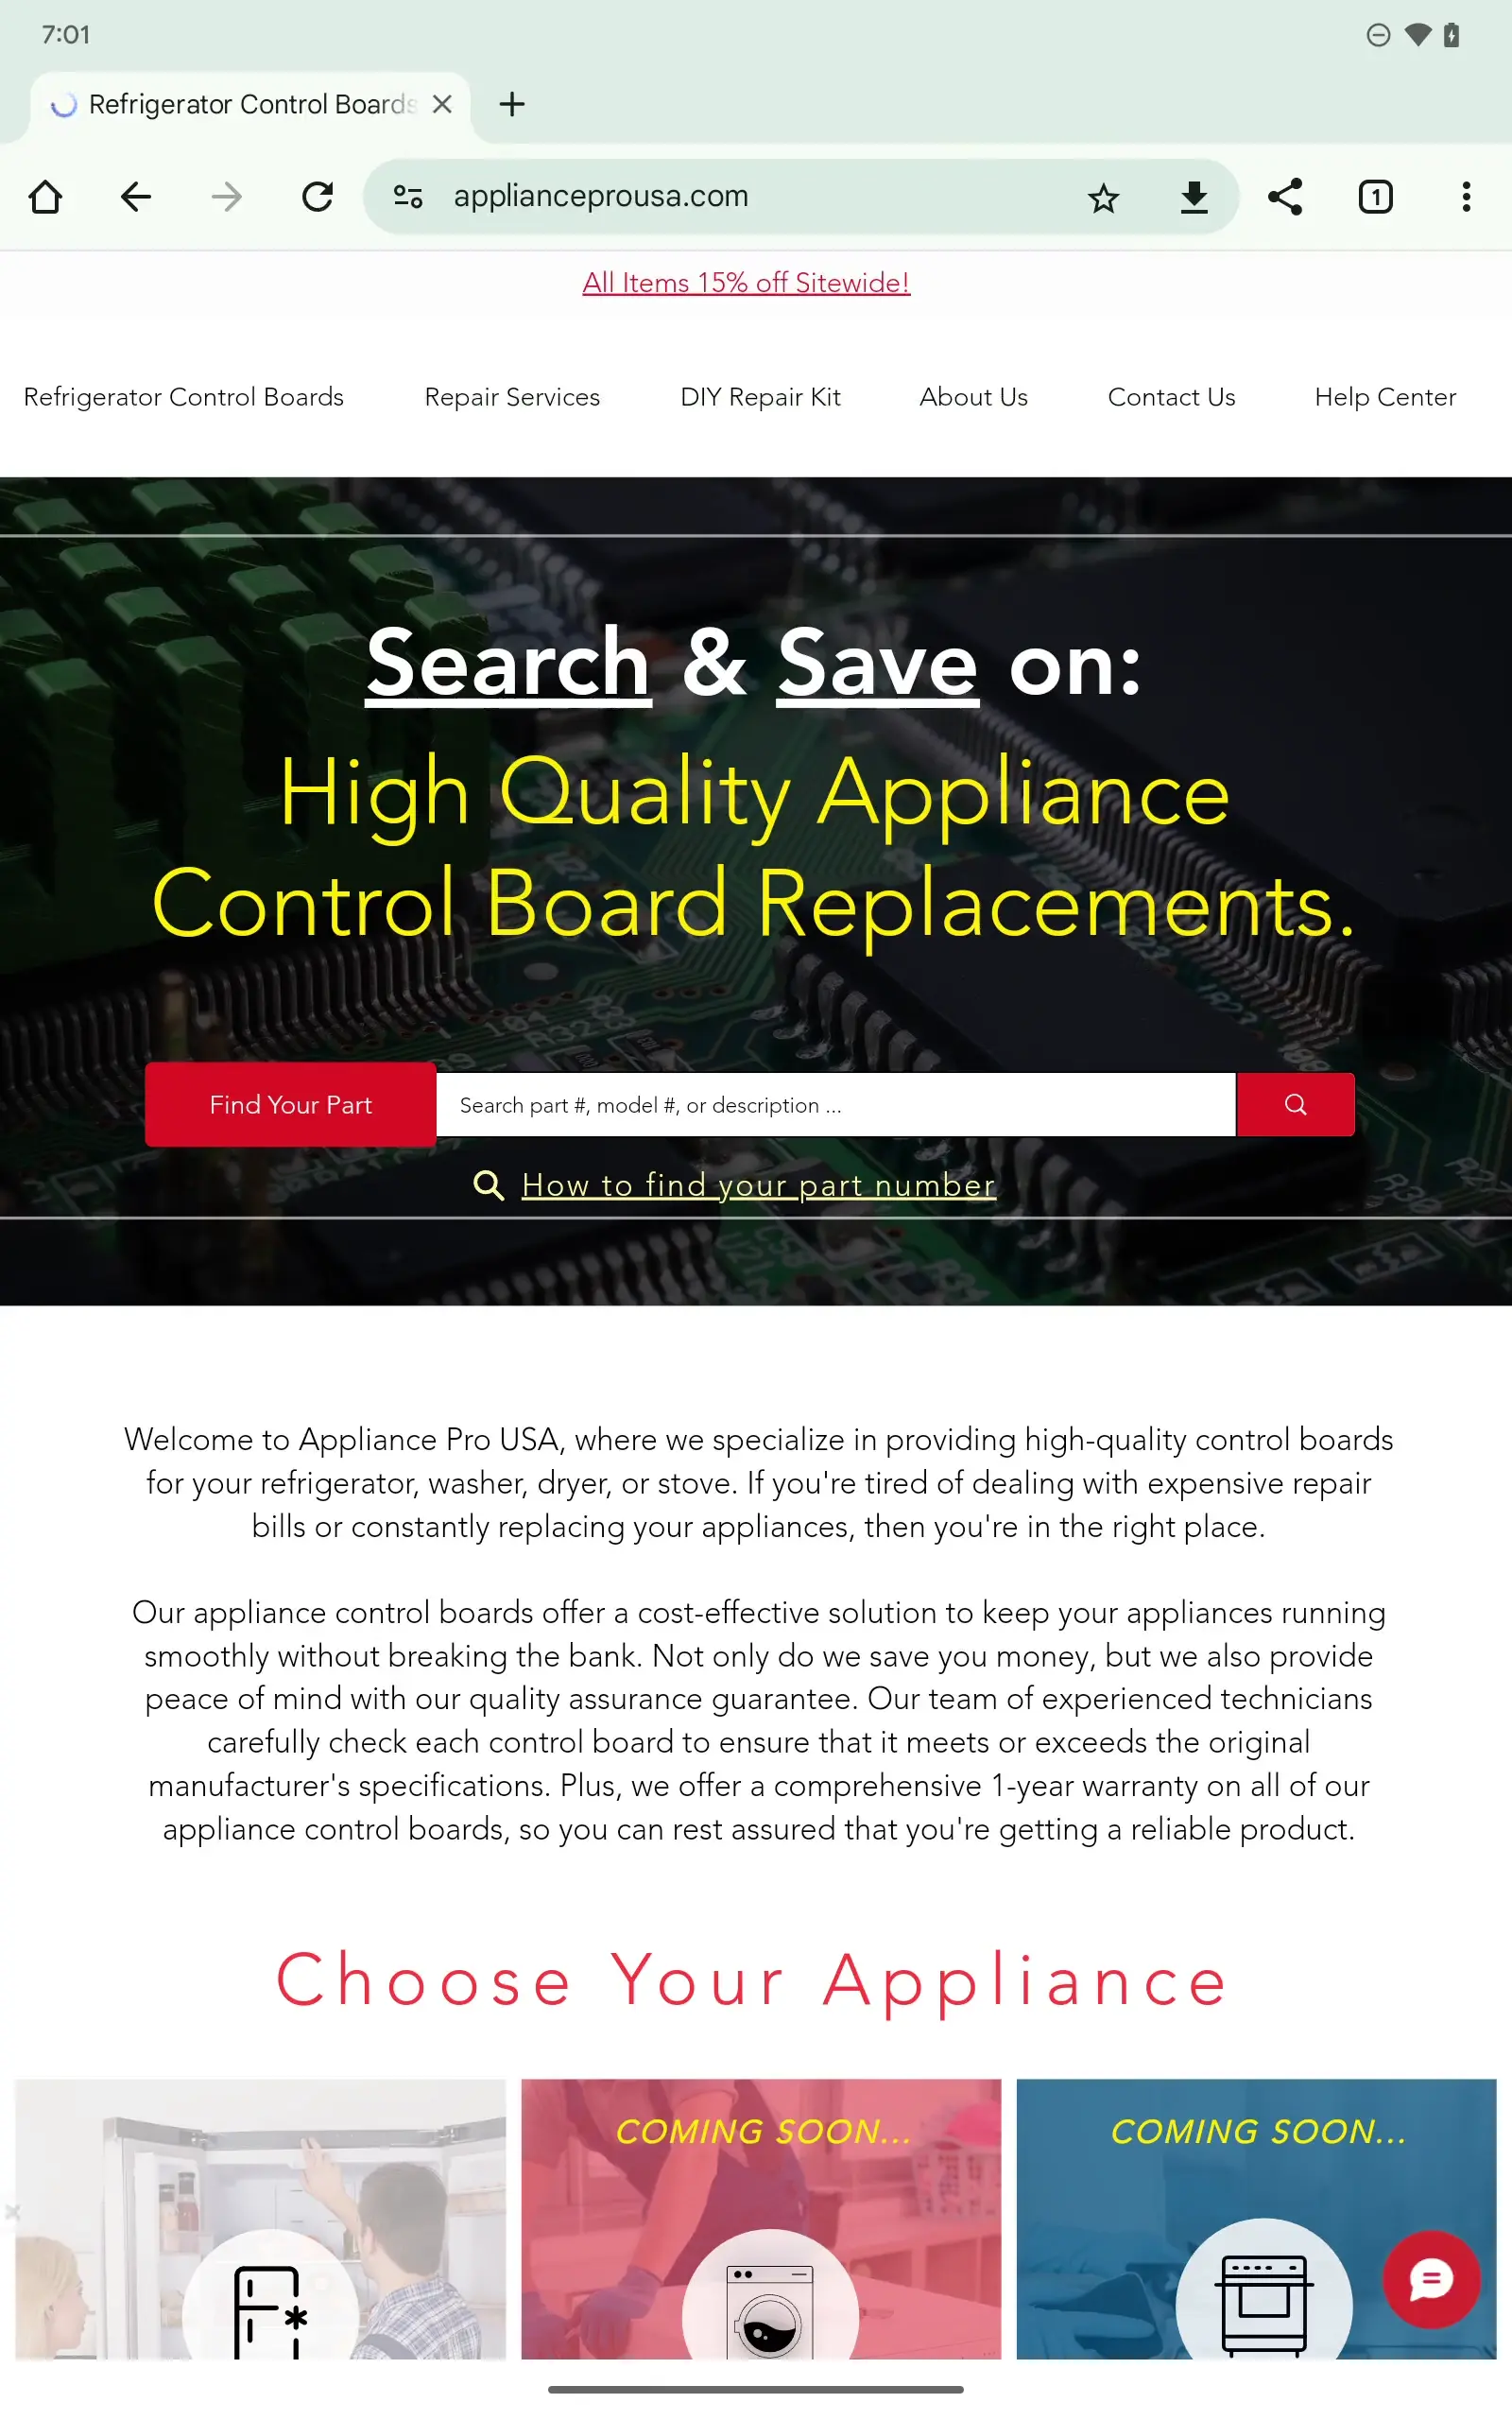 7:01
Refrigerator Control Boards
applianceprousa.com
1
All Items 15% off Sitewide!
Refrigerator Control Boards
Repair Services
DIY Repair Kit
About Us
Contact Us
Help Center
Search & Save on:
High Quality Appliance
Control Board Replacements.
Find Your Part
Search part #, model #, or description ...
How to find your part number
Welcome to Appliance Pro USA, where we specialize in providing high-quality control boards
for your refrigerator, washer, dryer, or stove. If you're tired of dealing with expensive repair
bills or constantly replacing your appliances, then you're in the right place.
Our appliance control boards offer a cost-effective solution to keep your appliances running
smoothly without breaking the bank. Not only do we save you money, but we also provide
peace of mind with our quality assurance guarantee. Our team of experienced technicians
carefully check each control board to ensure that it meets or exceeds the original
manufacturer's specifications. Plus, we offer a comprehensive 1-year warranty on all of our
appliance control boards, so you can rest assured that you're getting a reliable product.
Choose Your Appliance
COMING SOON...
COMING SOON...